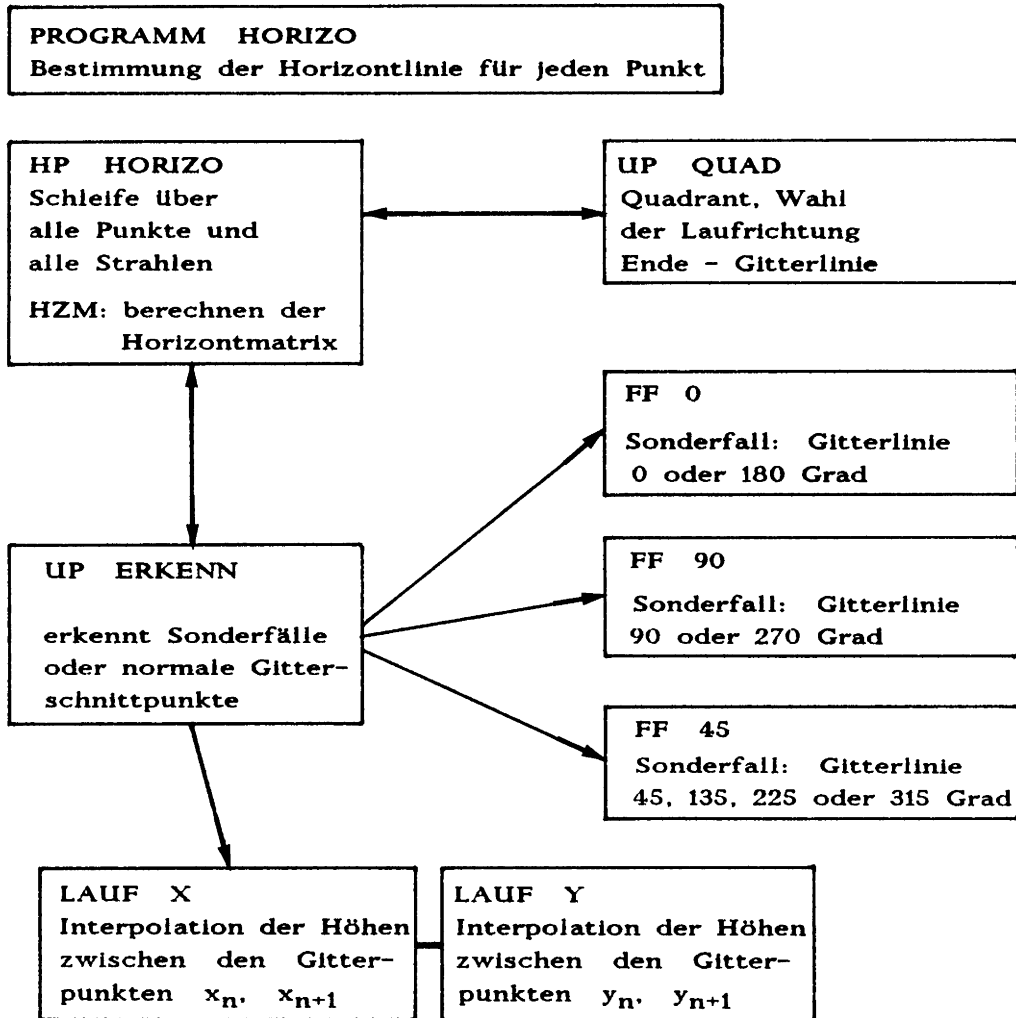 PROGRAMM HORIZO
Bestimmung der Horizontlinie für jeden Punkt
HP HORIZO
Schleife über
alle Punkte und
alle Strahlen
HZM: berechnen der
Horizontmatrix
UP QUAD
Quadrant, Wahl
der Laufrichtung
Ende - Gitterlinie
FF 0
Sonderfall: Gitterlinie
0 oder 180 Grad
UP ERKENN
erkennt Sonderfälle
oder normale Gitter-
schnittpunkte
FF 90
Sonderfall: Gitterlinie
90 oder 270 Grad
FF 45
Sonderfall: Gitterlinie
45, 135, 225 oder 315 Grad
LAUF X
Interpolation der Höhen
zwischen den Gitter-
punkten xn, xn+1
LAUF Y
Interpolation der Höhen
zwischen den Gitter-
punkten yn, yn+1